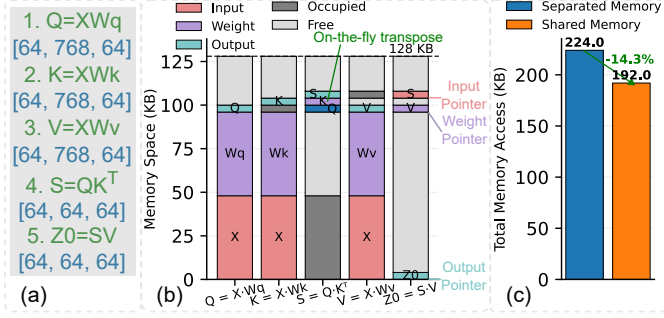 1. Q=XWq
[64, 768, 64]
2. K=XWk
[64, 768, 64]
3. V=XWv
[64, 768, 64]
4. S=QKᵀ
[64, 64, 64]
5. Z0=SV
[64, 64, 64]
(a)
Input
Weight
Output
Occupied
Free
On-the-fly transpose
128 KB
Memory Space (KB)
125
100
75
50
25
0
Q
Wq
X
K
Wk
X
S
K
Q
V
Wv
X
S
V
Z0
Input
Pointer
Weight
Pointer
Output
Pointer
Q = X·Wq
K = X·Wk
S = Q·Kᵀ
V = X·Wv
Z0 = S·V
(b)
Separated Memory
Shared Memory
Total Memory Access (KB)
200
150
100
50
0
224.0
-14.3%
192.0
(c)